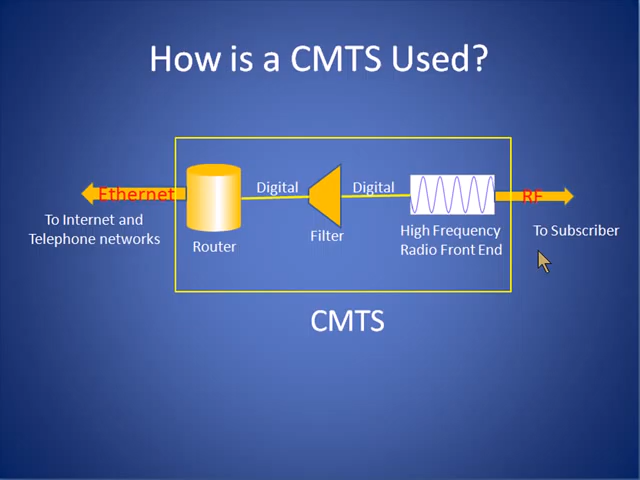 How is a CMTS Used?
Ethernet
Digital
Digital
RF
To Internet and
Telephone networks
Router
Filter
High Frequency
Radio Front End
To Subscriber
CMTS